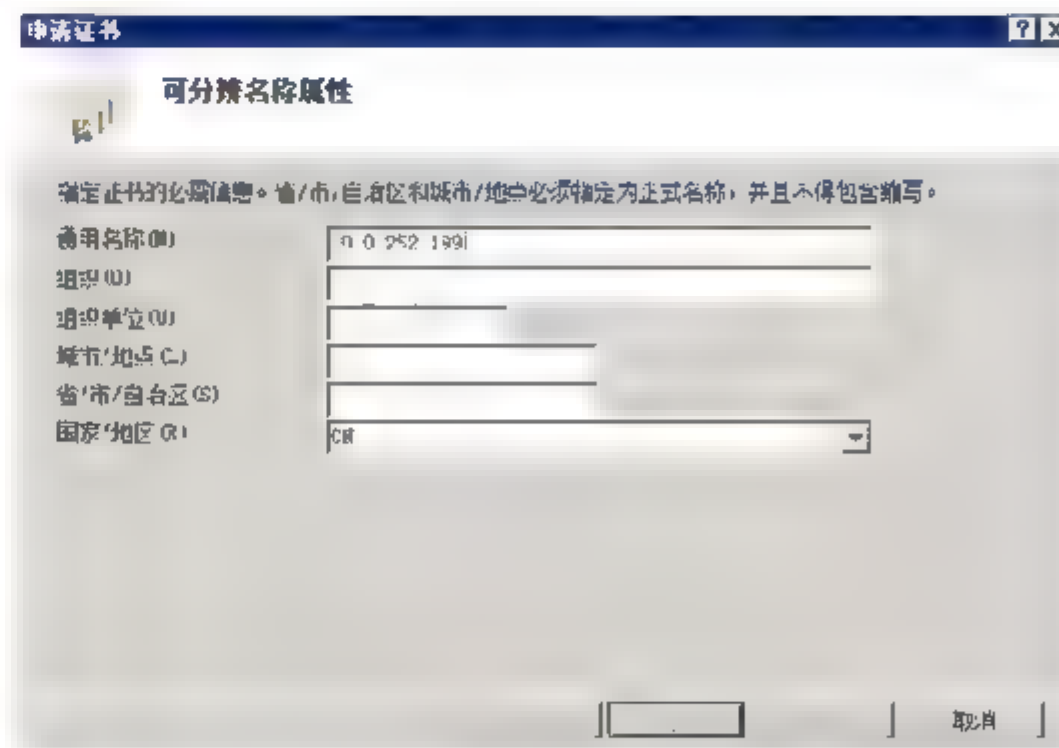 申请证书
可分辨名称属性
指定证书的必需信息。省/市/自治区和城市/地点必须指定为正式名称，并且不得包含缩写。
通用名称(M)
0.0.252.199
组织(O)
组织单位(U)
城市/地点(L)
省/市/自治区(S)
国家/地区(R)
CN
取消